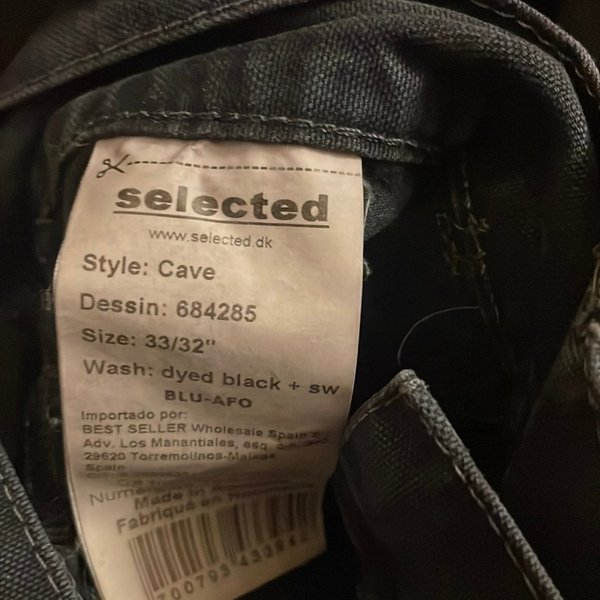 selected
www.selected.dk
Style: Cave
Dessin: 684285
Size: 33/32"
Wash: dyed black + sw
BLU-AFO
Importado por:
BEST SELLER Wholesale Spain
Adv. Los Manantiales, esq
29620 Torremolinos-Malaga
Spain
Made in
Fabriqué en
700793